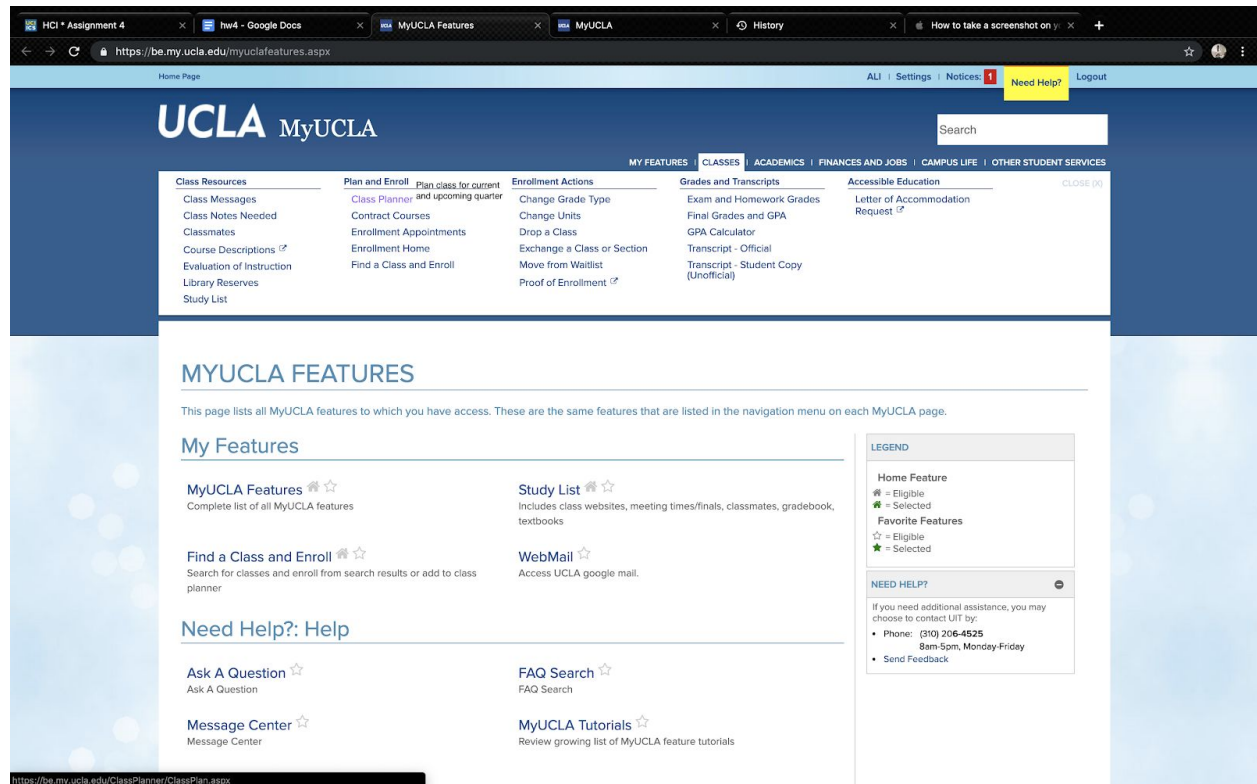 HCI * Assignment 4
hw4 - Google Docs
MyUCLA Features
MyUCLA
History
How to take a screenshot on
https://be.my.ucla.edu/myuclafeatures.aspx
Home Page
ALI | Settings | Notices: 1 Need Help? Logout
UCLA MyUCLA
Search
MY FEATURES | CLASSES | ACADEMICS | FINANCES AND JOBS | CAMPUS LIFE | OTHER STUDENT SERVICES
CLOSE (X)
Class Resources
Class Messages
Class Notes Needed
Classmates
Course Descriptions
Evaluation of Instruction
Library Reserves
Study List
Plan and Enroll
Class Planner
Plan class for current
and upcoming quarter
Contract Courses
Enrollment Appointments
Enrollment Home
Find a Class and Enroll
Enrollment Actions
Change Grade Type
Change Units
Drop a Class
Exchange a Class or Section
Move from Waitlist
Proof of Enrollment
Grades and Transcripts
Exam and Homework Grades
Final Grades and GPA
GPA Calculator
Transcript - Official
Transcript - Student Copy
(Unofficial)
Accessible Education
Letter of Accommodation
Request
MYUCLA FEATURES
This page lists all MyUCLA features to which you have access. These are the same features that are listed in the navigation menu on each MyUCLA page.
My Features
MyUCLA Features
Complete list of all MyUCLA features
Study List
Includes class websites, meeting times/finals, classmates, gradebook,
textbooks
Find a Class and Enroll
Search for classes and enroll from search results or add to class
planner
WebMail
Access UCLA google mail.
Need Help?: Help
Ask A Question
Ask A Question
FAQ Search
FAQ Search
Message Center
Message Center
MyUCLA Tutorials
Review growing list of MyUCLA feature tutorials
LEGEND
Home Feature
= Eligible
= Selected
Favorite Features
= Eligible
= Selected
NEED HELP?
If you need additional assistance, you may
choose to contact UIT by:
• Phone: (310) 206-4525
8am-5pm, Monday-Friday
• Send Feedback
https://be.my.ucla.edu/ClassPlanner/ClassPlan.aspx